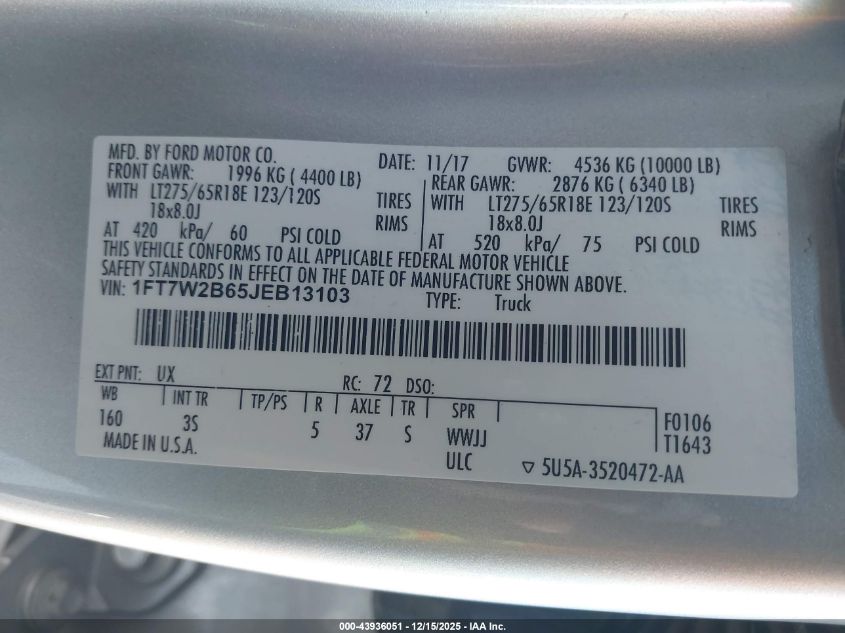 MFD. BY FORD MOTOR CO.
DATE: 11/17 GVWR: 4536 KG (10000 LB)
FRONT GAWR: 1996 KG ( 4400 LB)
REAR GAWR: 2876 KG ( 6340 LB)
WITH LT275/65R18E 123/120S TIRES
WITH LT275/65R18E 123/120S TIRES
18x8.0J RIMS
18x8.0J RIMS
AT 420 kPa/ 60 PSI COLD
AT 520 kPa/ 75 PSI COLD
THIS VEHICLE CONFORMS TO ALL APPLICABLE FEDERAL MOTOR VEHICLE
SAFETY STANDARDS IN EFFECT ON THE DATE OF MANUFACTURE SHOWN ABOVE.
VIN: 1FT7W2B65JEB13103 TYPE: Truck
EXT PNT: UX RC: 72 DSO:
WB INT TR TP/PS R AXLE TR SPR
160 3S 5 37 S WWJJ
F0106
T1643
MADE IN U.S.A. ULC ▽ 5U5A-3520472-AA
000-43936051 - 12/15/2025 - IAA Inc.